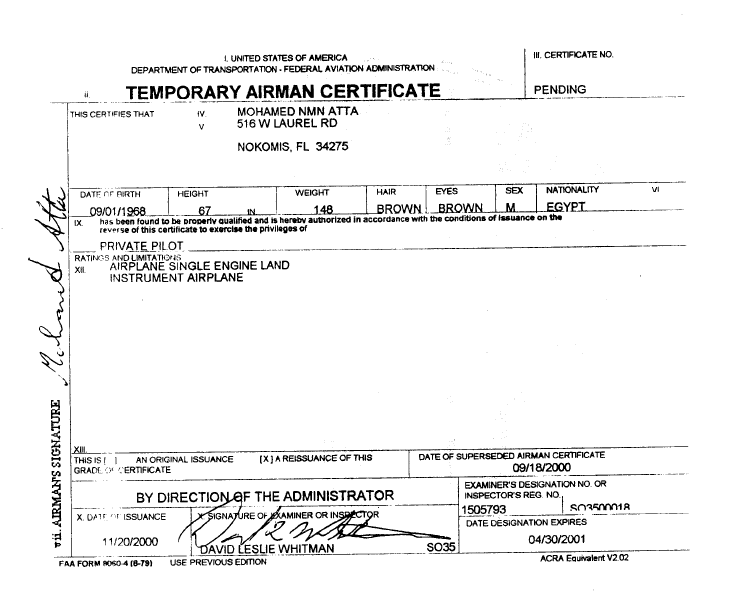 I. UNITED STATES OF AMERICA
DEPARTMENT OF TRANSPORTATION - FEDERAL AVIATION ADMINISTRATION
III. CERTIFICATE NO.
ii. TEMPORARY AIRMAN CERTIFICATE
PENDING
THIS CERTIFIES THAT IV. MOHAMED NMN ATTA
V 516 W LAUREL RD
NOKOMIS, FL 34275
DATE OF BIRTH HEIGHT WEIGHT HAIR EYES SEX NATIONALITY VI
09/01/1968 67 IN 148 BROWN BROWN M EGYPT
IX. has been found to be properly qualified and is hereby authorized in accordance with the conditions of issuance on the
reverse of this certificate to exercise the privileges of
PRIVATE PILOT
RATINGS AND LIMITATIONS
XII. AIRPLANE SINGLE ENGINE LAND
INSTRUMENT AIRPLANE
XIII.
THIS IS [ ] AN ORIGINAL ISSUANCE [X] A REISSUANCE OF THIS
GRADE OF CERTIFICATE
DATE OF SUPERSEDED AIRMAN CERTIFICATE
09/18/2000
BY DIRECTION OF THE ADMINISTRATOR
EXAMINER'S DESIGNATION NO. OR
INSPECTOR'S REG. NO.
1505793 SO3500018
X. DATE OF ISSUANCE
11/20/2000
X. SIGNATURE OF EXAMINER OR INSPECTOR
DAVID LESLIE WHITMAN SO35
DATE DESIGNATION EXPIRES
04/30/2001
FAA FORM 8060-4 (8-79) USE PREVIOUS EDITION
ACRA Equivalent V2.02
vii. AIRMAN'S SIGNATURE Mohamed Atta